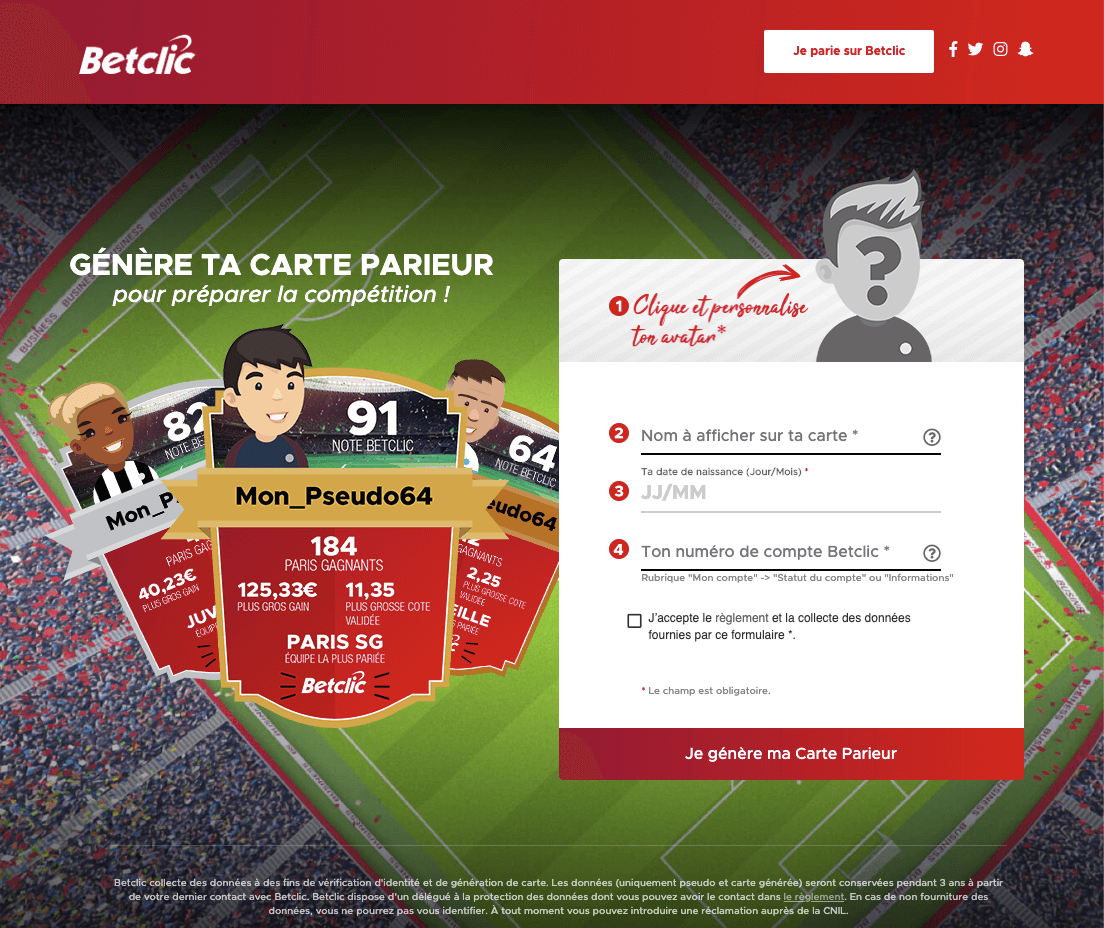 Betclic
Je parie sur Betclic
GÉNÈRE TA CARTE PARIEUR
pour préparer la compétition !
1 Clique et personnalise
ton avatar*
?
82
NOTE BE
Mon_P
PARIS GAG
40,23€
PLUS GROS GAIN
JUV
ÉQUIP
91
NOTE BETCLIC
Mon_Pseudo64
184
PARIS GAGNANTS
125,33€
PLUS GROS GAIN
11,35
PLUS GROSSE COTE
VALIDÉE
PARIS SG
ÉQUIPE LA PLUS PARIÉE
Betclic
64
NOTE BETCLIC
eudo64
GAGNANTS
2,25
PLUS GROSSE COTE
VALIDÉE
EILLE
S PARIÉE
2 Nom à afficher sur ta carte * ?
Ta date de naissance (Jour/Mois) *
3 JJ/MM
4 Ton numéro de compte Betclic * ?
Rubrique "Mon compte" -> "Statut du compte" ou "Informations"
J'accepte le règlement et la collecte des données
fournies par ce formulaire *.
* Le champ est obligatoire.
Je génère ma Carte Parieur
BUSINESS
BUSINESS
BUSINESS
Betclic collecte des données à des fins de vérification d'identité et de génération de carte. Les données (uniquement pseudo et carte générée) seront conservées pendant 3 ans à partir
de votre dernier contact avec Betclic. Betclic dispose d'un délégué à la protection des données dont vous pouvez avoir le contact dans le règlement. En cas de non fourniture des
données, vous ne pourrez pas vous identifier. À tout moment vous pouvez introduire une réclamation auprès de la CNIL.